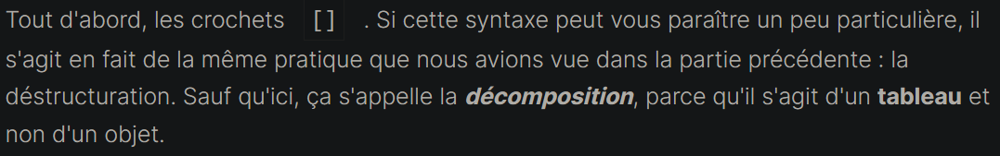 Tout d'abord, les crochets [] . Si cette syntaxe peut vous paraître un peu particulière, il
s'agit en fait de la même pratique que nous avions vue dans la partie précédente : la
déstructuration. Sauf qu'ici, ça s'appelle la décomposition, parce qu'il s'agit d'un tableau et
non d'un objet.